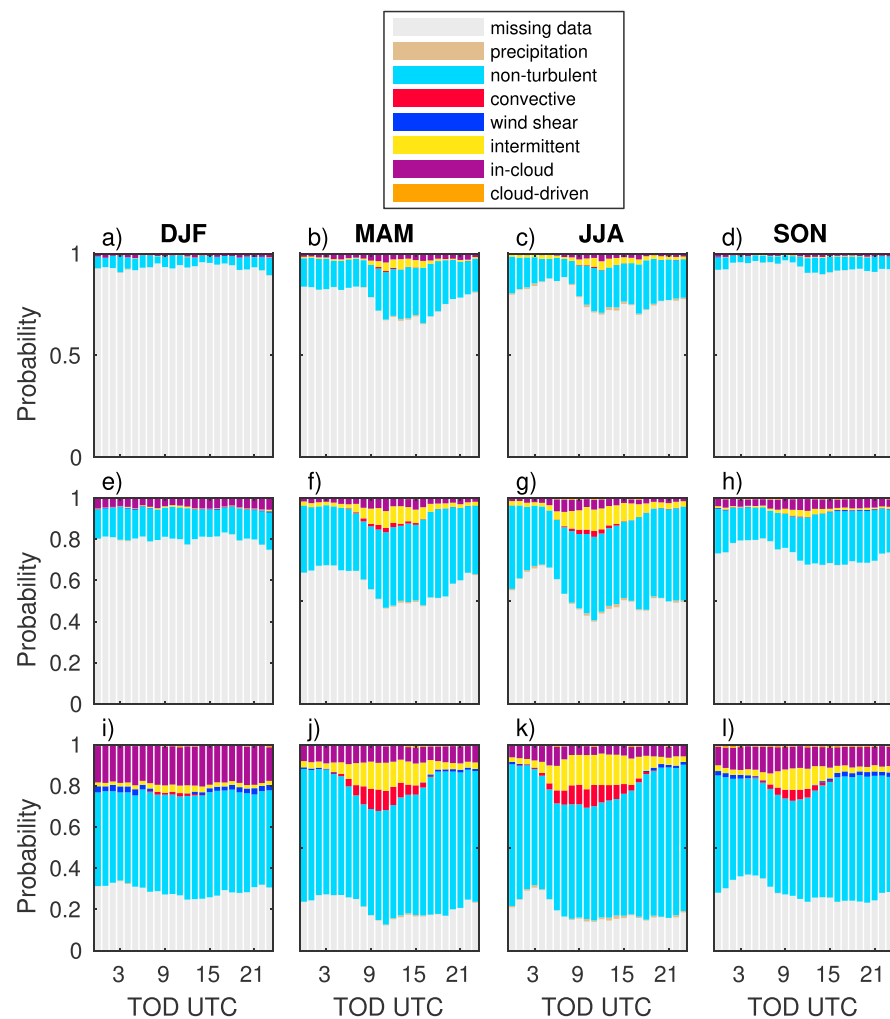 missing data
precipitation
non-turbulent
convective
wind shear
intermittent
in-cloud
cloud-driven
a) DJF b) MAM c) JJA d) SON
1
0.5
0
Probability
e) f) g) h)
1
0.8
0.6
0.4
0.2
0
Probability
i) j) k) l)
1
0.8
0.6
0.4
0.2
0
Probability
3 9 15 21 3 9 15 21 3 9 15 21 3 9 15 21
TOD UTC TOD UTC TOD UTC TOD UTC